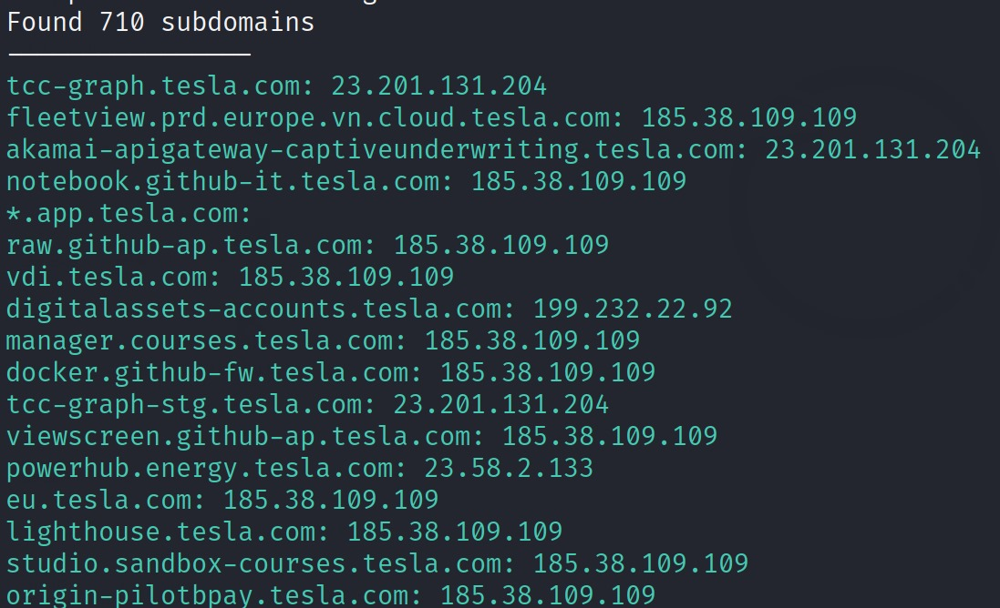 Found 710 subdomains
tcc-graph.tesla.com: 23.201.131.204
fleetview.prd.europe.vn.cloud.tesla.com: 185.38.109.109
akamai-apigateway-captiveunderwriting.tesla.com: 23.201.131.204
notebook.github-it.tesla.com: 185.38.109.109
*.app.tesla.com:
raw.github-ap.tesla.com: 185.38.109.109
vdi.tesla.com: 185.38.109.109
digitalassets-accounts.tesla.com: 199.232.22.92
manager.courses.tesla.com: 185.38.109.109
docker.github-fw.tesla.com: 185.38.109.109
tcc-graph-stg.tesla.com: 23.201.131.204
viewscreen.github-ap.tesla.com: 185.38.109.109
powerhub.energy.tesla.com: 23.58.2.133
eu.tesla.com: 185.38.109.109
lighthouse.tesla.com: 185.38.109.109
studio.sandbox-courses.tesla.com: 185.38.109.109
origin-pilotbpay.tesla.com: 185.38.109.109